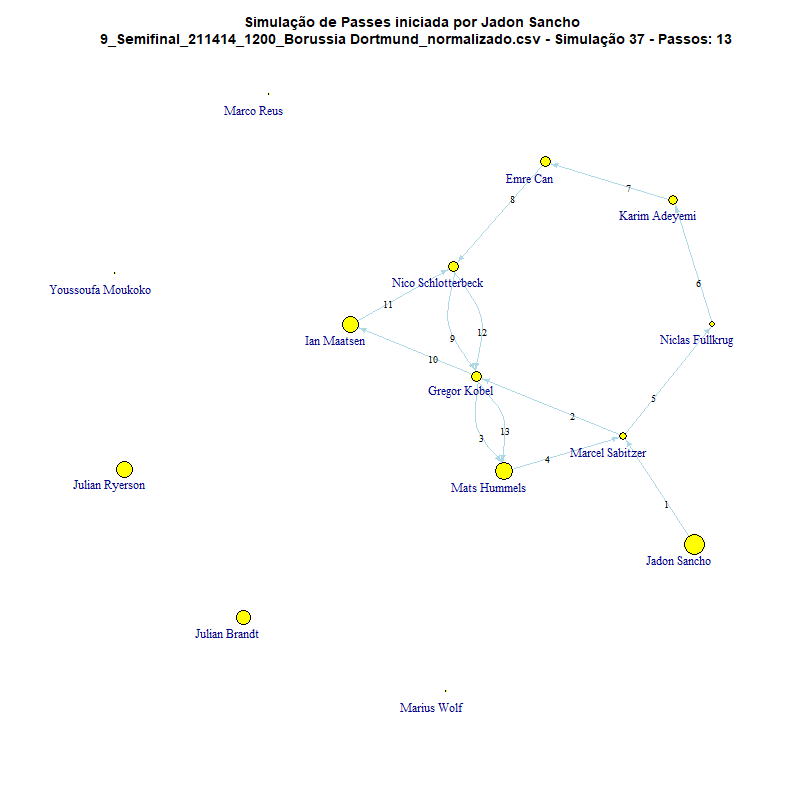 Simulação de Passes iniciada por Jadon Sancho
9_Semifinal_211414_1200_Borussia Dortmund_normalizado.csv - Simulação 37 - Passos: 13
Marco Reus
Emre Can
7
8
Karim Adeyemi
Nico Schlotterbeck
6
Youssoufa Moukoko
11
12
9
Ian Maatsen
Niclas Fullkrug
10
Gregor Kobel
5
2
13
3
Marcel Sabitzer
4
Julian Ryerson
Mats Hummels
1
Jadon Sancho
Julian Brandt
Marius Wolf